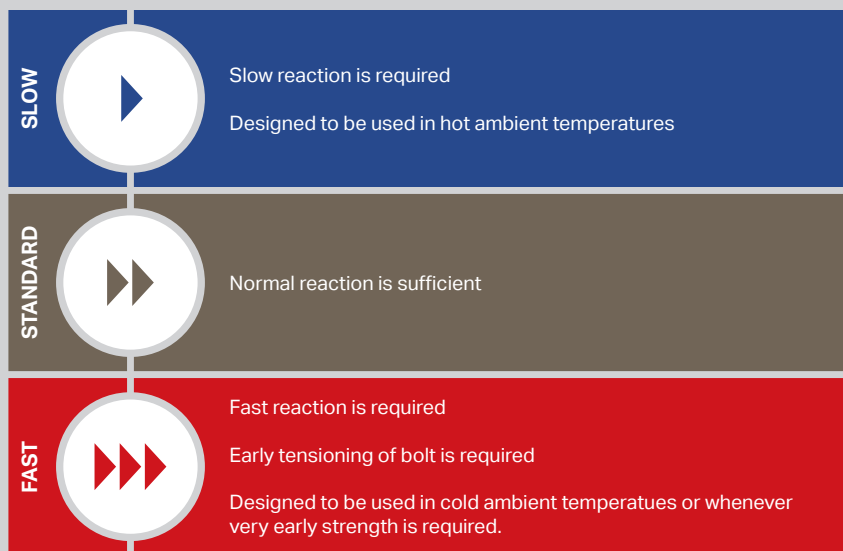 SLOW
Slow reaction is required
Designed to be used in hot ambient temperatures
STANDARD
Normal reaction is sufficient
FAST
Fast reaction is required
Early tensioning of bolt is required
Designed to be used in cold ambient temperatues or whenever
very early strength is required.